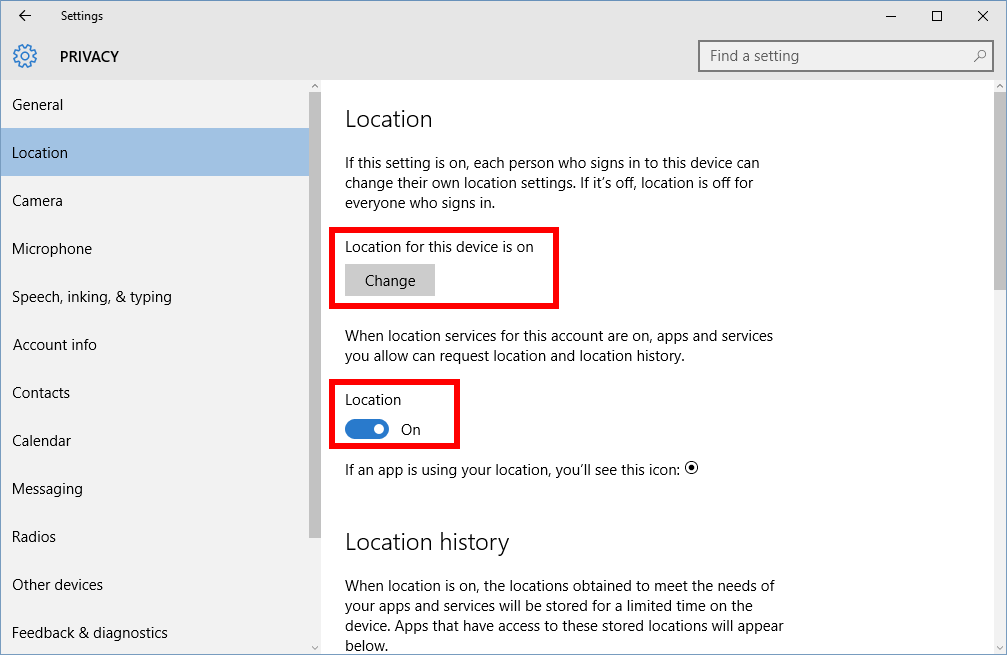 Settings
PRIVACY
Find a setting
General
Location
Camera
Microphone
Speech, inking, & typing
Account info
Contacts
Calendar
Messaging
Radios
Other devices
Feedback & diagnostics
Location
If this setting is on, each person who signs in to this device can
change their own location settings. If it’s off, location is off for
everyone who signs in.
Location for this device is on
Change
When location services for this account are on, apps and services
you allow can request location and location history.
Location
On
If an app is using your location, you’ll see this icon:
Location history
When location is on, the locations obtained to meet the needs of
your apps and services will be stored for a limited time on the
device. Apps that have access to these stored locations will appear
below.